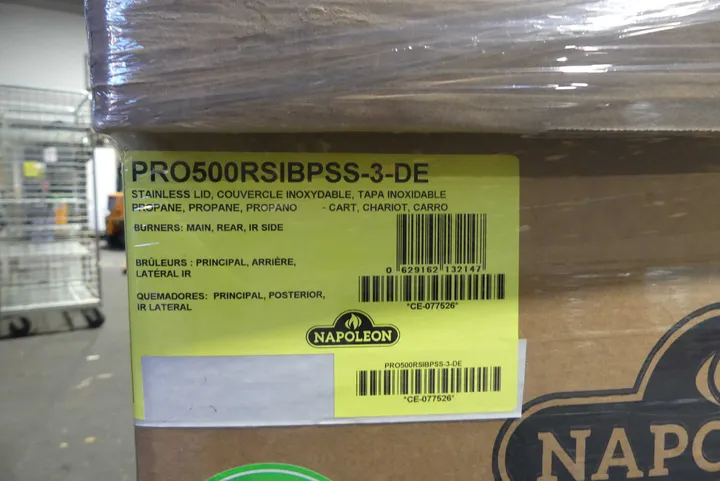 PRO500RSIBPSS-3-DE
STAINLESS LID, COUVERCLE INOXYDABLE, TAPA INOXIDABLE
PROPANE, PROPANE, PROPANO - CART, CHARIOT, CARRO
BURNERS: MAIN, REAR, IR SIDE
0 629162 132147
BRÛLEURS : PRINCIPAL, ARRIÈRE,
LATÉRAL IR
*CE-077526*
QUEMADORES: PRINCIPAL, POSTERIOR,
IR LATERAL
NAPOLEON
PRO500RSIBPSS-3-DE
*CE-077526*
NAPO